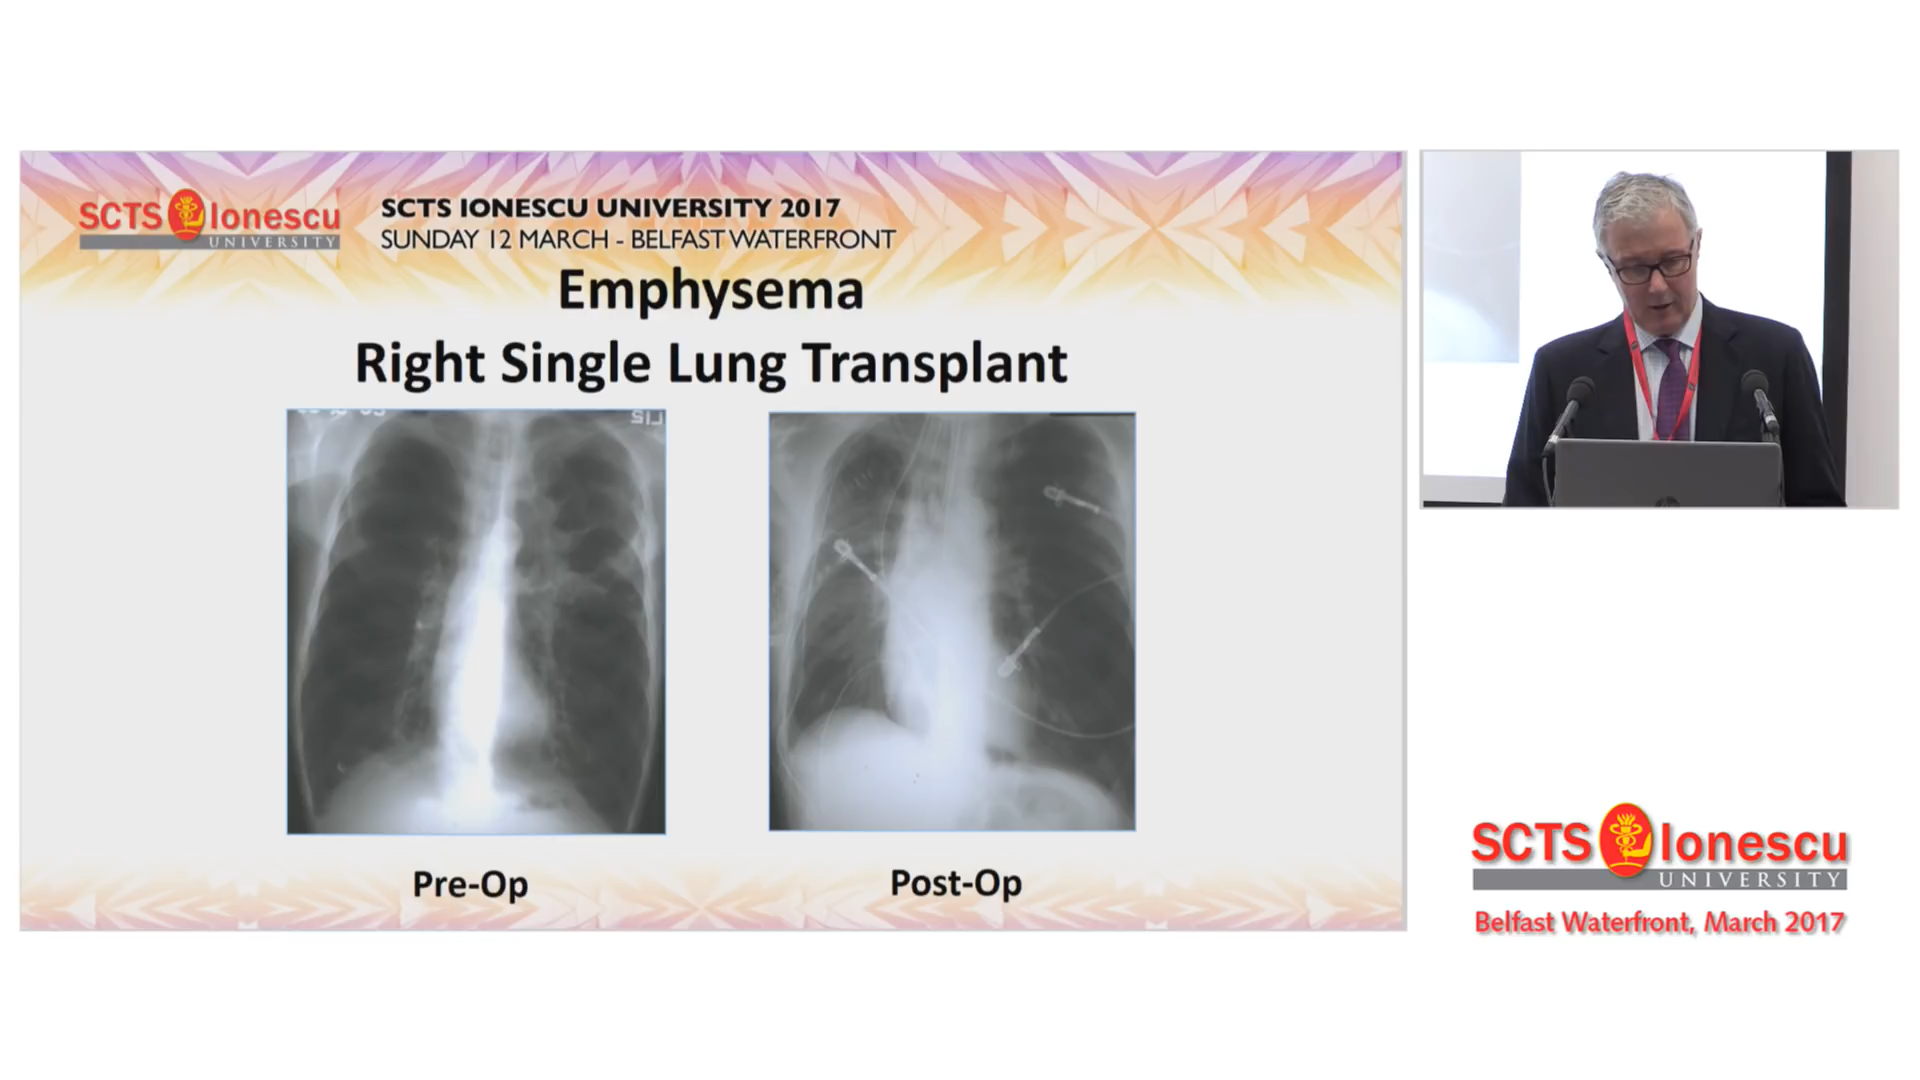 SCTS Ionescu
UNIVERSITY
SCTS IONESCU UNIVERSITY 2017
SUNDAY 12 MARCH - BELFAST WATERFRONT
Emphysema
Right Single Lung Transplant
Pre-Op
Post-Op
SCTS Ionescu
UNIVERSITY
Belfast Waterfront, March 2017